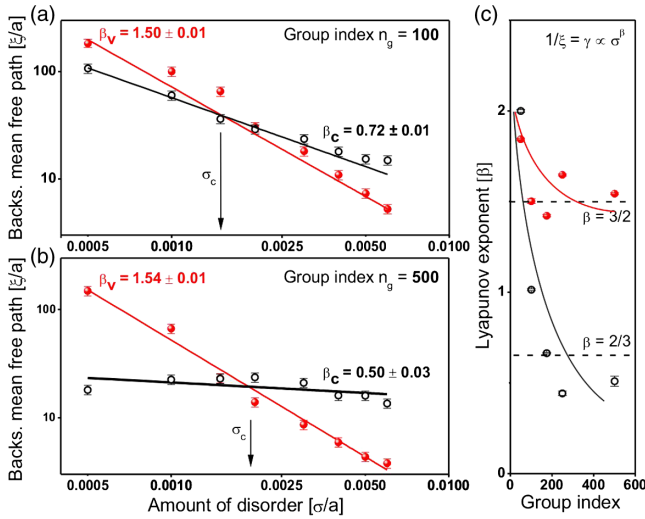 (a)
β_v = 1.50 ± 0.01
Group index n_g = 100
Backs. mean free path [ξ/a]
100
10
σ_c
β_c = 0.72 ± 0.01
0.0005
0.0010
0.0025
0.0050
0.0100
(b)
β_v = 1.54 ± 0.01
Group index n_g = 500
Backs. mean free path [ξ/a]
100
10
σ_c
β_c = 0.50 ± 0.03
0.0005
0.0010
0.0025
0.0050
0.0100
Amount of disorder [σ/a]
(c)
1/ξ = γ ∝ σ^β
Lyapunov exponent [β]
2
1
0
β = 3/2
β = 2/3
0
200
400
600
Group index